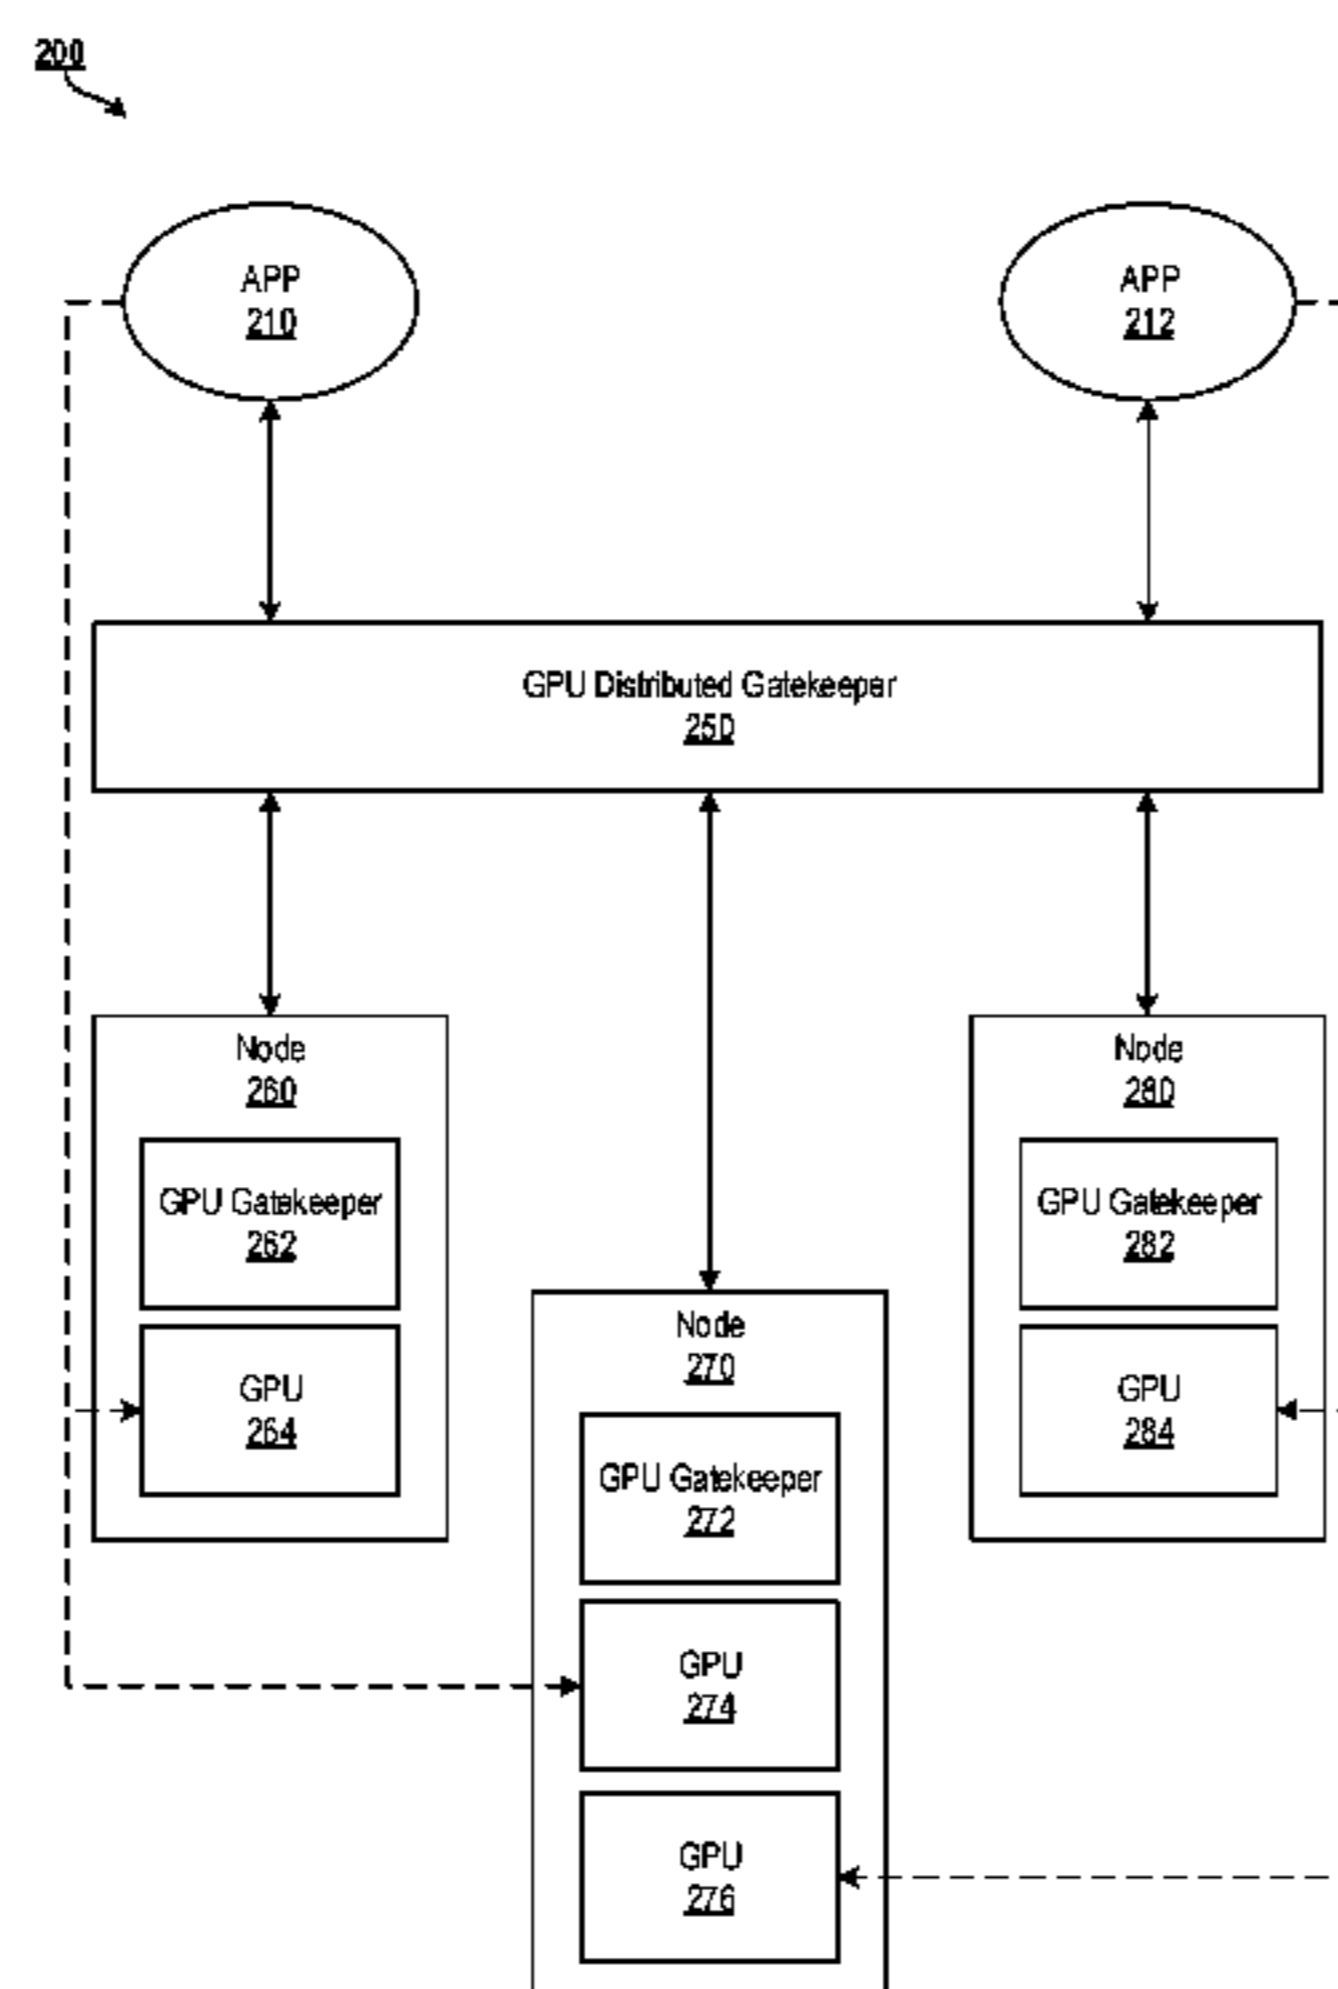 200
APP
210
APP
212
GPU Distributed Gatekeeper
250
Node
260
GPU Gatekeeper
262
GPU
264
Node
270
GPU Gatekeeper
272
GPU
274
GPU
276
Node
280
GPU Gatekeeper
282
GPU
284